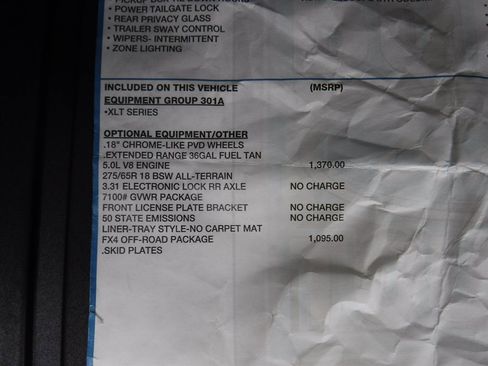 • POWER TAILGATE LOCK
• REAR PRIVACY GLASS
• TRAILER SWAY CONTROL
• WIPERS- INTERMITTENT
• ZONE LIGHTING
INCLUDED ON THIS VEHICLE (MSRP)
EQUIPMENT GROUP 301A
•XLT SERIES
OPTIONAL EQUIPMENT/OTHER
.18" CHROME-LIKE PVD WHEELS
.EXTENDED RANGE 36GAL FUEL TAN
5.0L V8 ENGINE 1,370.00
275/65R 18 BSW ALL-TERRAIN
3.31 ELECTRONIC LOCK RR AXLE NO CHARGE
7100# GVWR PACKAGE
FRONT LICENSE PLATE BRACKET NO CHARGE
50 STATE EMISSIONS NO CHARGE
LINER-TRAY STYLE-NO CARPET MAT
FX4 OFF-ROAD PACKAGE 1,095.00
.SKID PLATES